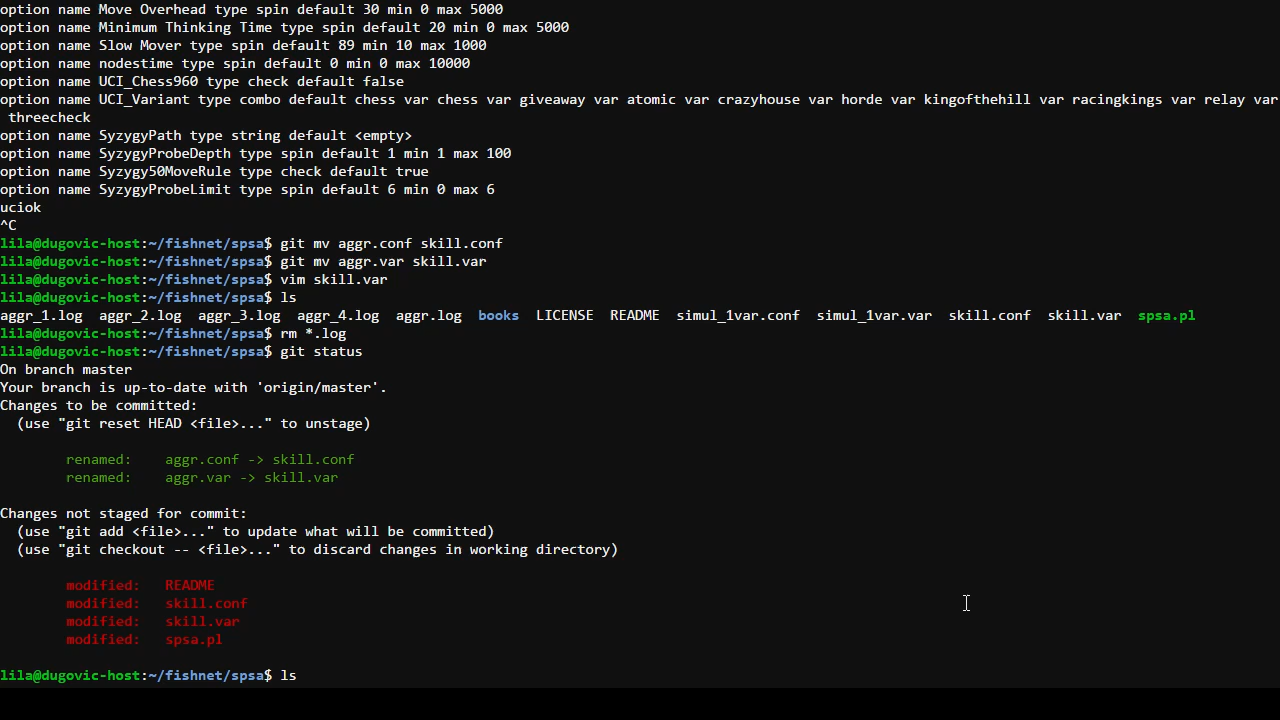 option name Move Overhead type spin default 30 min 0 max 5000
option name Minimum Thinking Time type spin default 20 min 0 max 5000
option name Slow Mover type spin default 89 min 10 max 1000
option name nodestime type spin default 0 min 0 max 10000
option name UCI_Chess960 type check default false
option name UCI_Variant type combo default chess var chess var giveaway var atomic var crazyhouse var horde var kingofthehill var racingkings var relay var
 threecheck
option name SyzygyPath type string default <empty>
option name SyzygyProbeDepth type spin default 1 min 1 max 100
option name Syzygy50MoveRule type check default true
option name SyzygyProbeLimit type spin default 6 min 0 max 6
uciok
^C
lila@dugovic-host:~/fishnet/spsa$ git mv aggr.conf skill.conf
lila@dugovic-host:~/fishnet/spsa$ git mv aggr.var skill.var
lila@dugovic-host:~/fishnet/spsa$ vim skill.var
lila@dugovic-host:~/fishnet/spsa$ ls
aggr_1.log  aggr_2.log  aggr_3.log  aggr_4.log  aggr.log  books  LICENSE  README  simul_1var.conf  simul_1var.var  skill.conf  skill.var  spsa.pl
lila@dugovic-host:~/fishnet/spsa$ rm *.log
lila@dugovic-host:~/fishnet/spsa$ git status
On branch master
Your branch is up-to-date with 'origin/master'.
Changes to be committed:
  (use "git reset HEAD <file>..." to unstage)
        renamed:    aggr.conf -> skill.conf
        renamed:    aggr.var -> skill.var
Changes not staged for commit:
  (use "git add <file>..." to update what will be committed)
  (use "git checkout -- <file>..." to discard changes in working directory)
        modified:   README
        modified:   skill.conf
        modified:   skill.var
        modified:   spsa.pl
lila@dugovic-host:~/fishnet/spsa$ ls